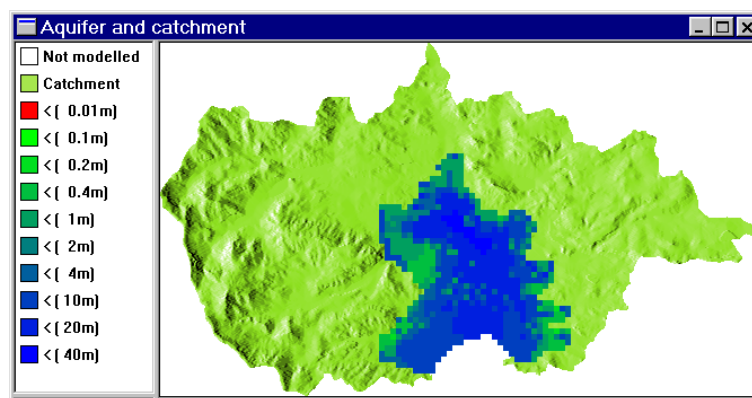 Aquifer and catchment
Not modelled
Catchment
<( 0.01m)
<( 0.1m)
<( 0.2m)
<( 0.4m)
<( 1m)
<( 2m)
<( 4m)
<(10m)
<(20m)
<(40m)